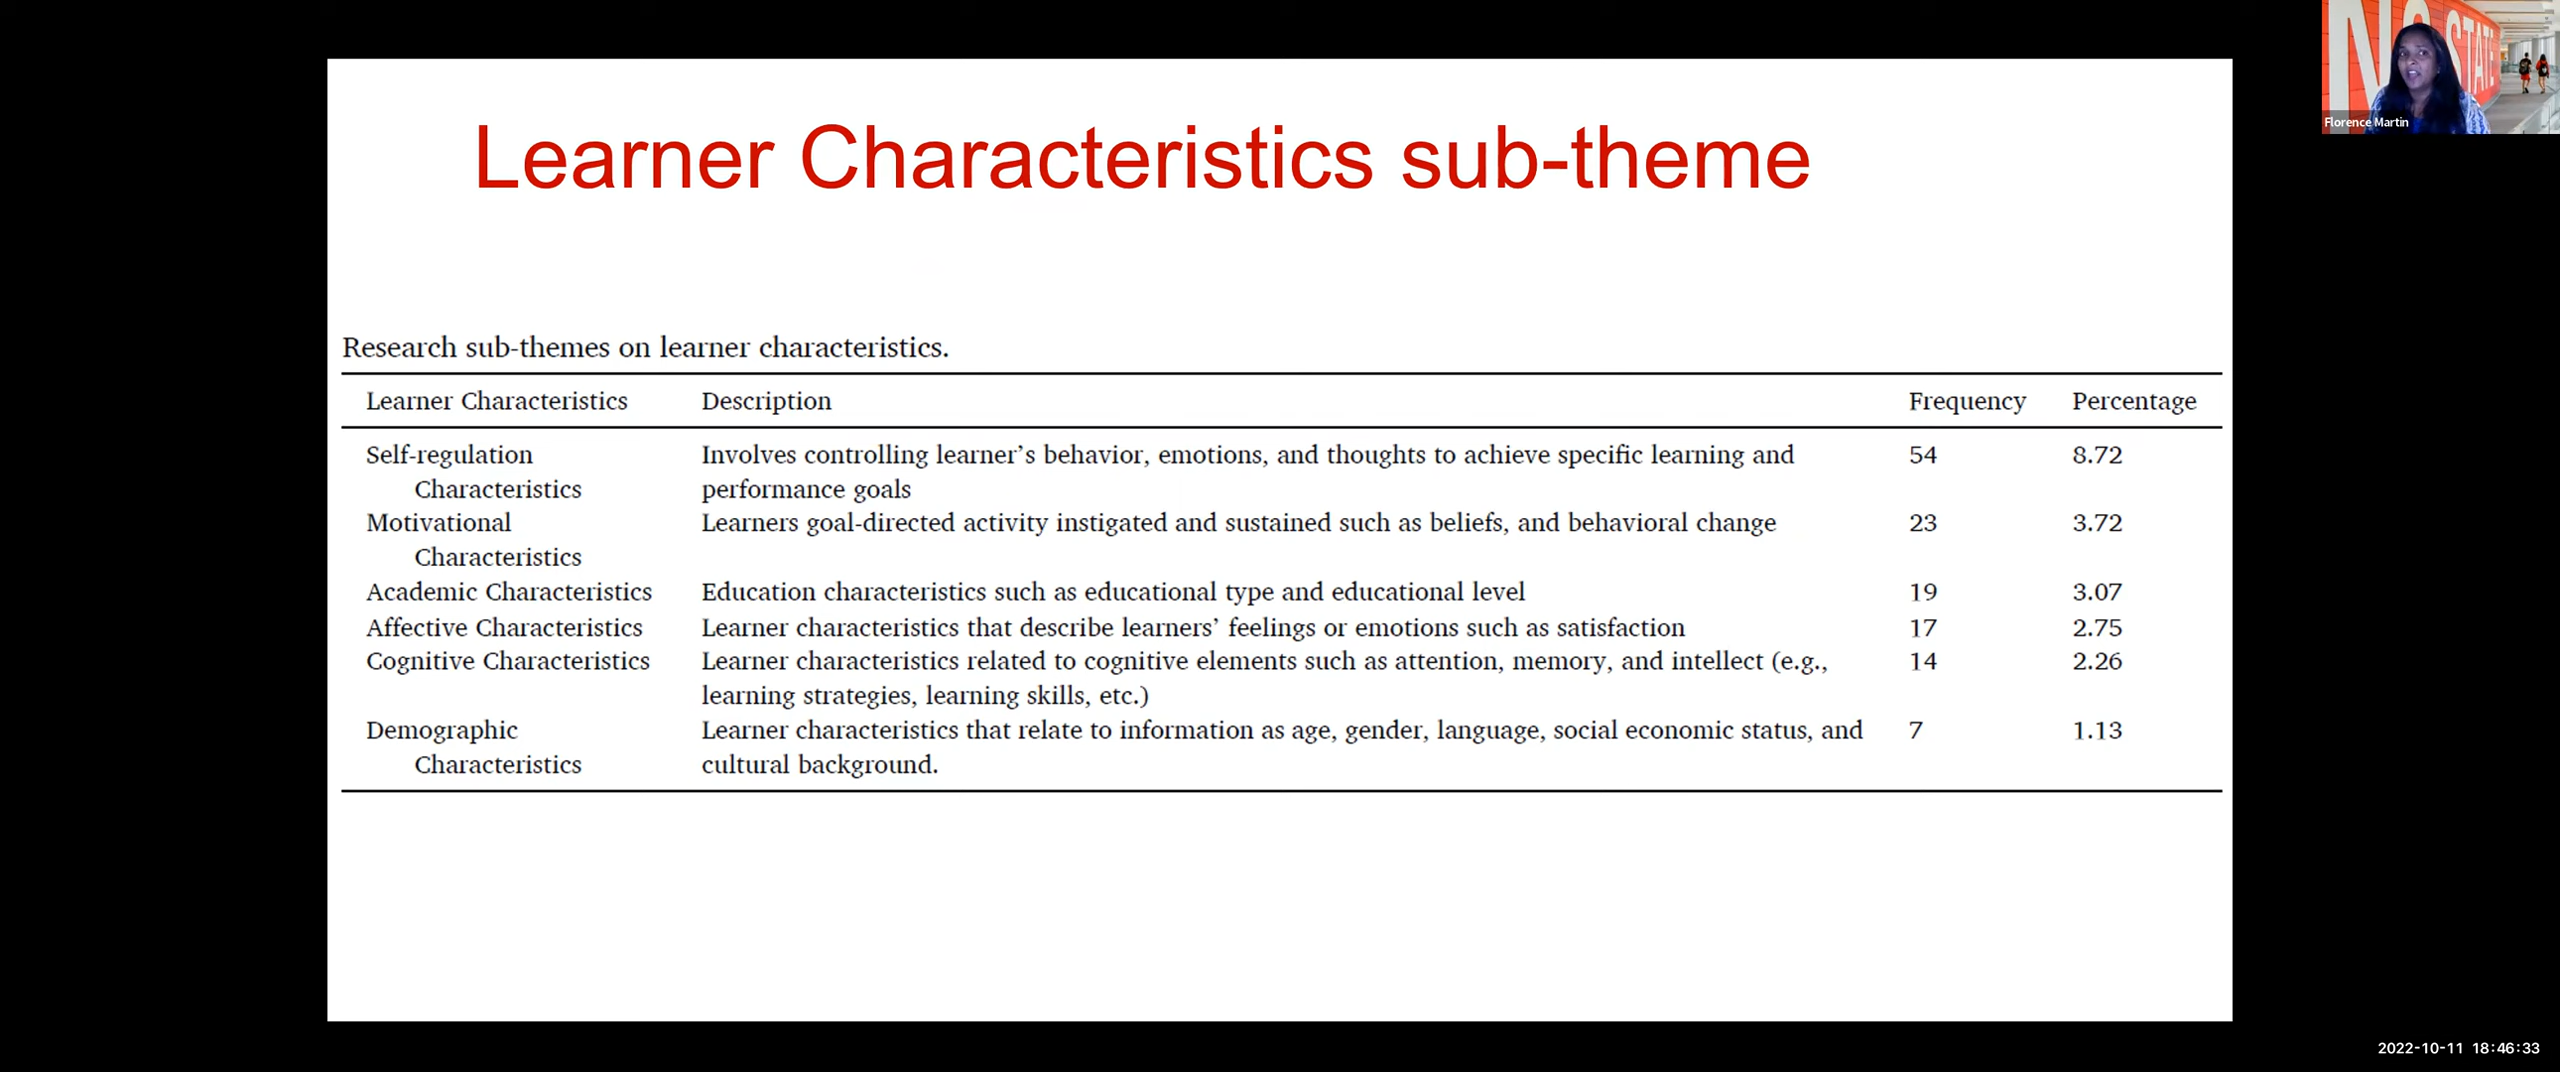 Learner Characteristics sub-theme
Research sub-themes on learner characteristics.
Learner Characteristics Description Frequency Percentage
Self-regulation Involves controlling learner’s behavior, emotions, and thoughts to achieve specific learning and 54 8.72
Characteristics performance goals
Motivational Learners goal-directed activity instigated and sustained such as beliefs, and behavioral change 23 3.72
Characteristics
Academic Characteristics Education characteristics such as educational type and educational level 19 3.07
Affective Characteristics Learner characteristics that describe learners’ feelings or emotions such as satisfaction 17 2.75
Cognitive Characteristics Learner characteristics related to cognitive elements such as attention, memory, and intellect (e.g., 14 2.26
learning strategies, learning skills, etc.)
Demographic Learner characteristics that relate to information as age, gender, language, social economic status, and 7 1.13
Characteristics cultural background.
STATE
Florence Martin
2022-10-11 18:46:33